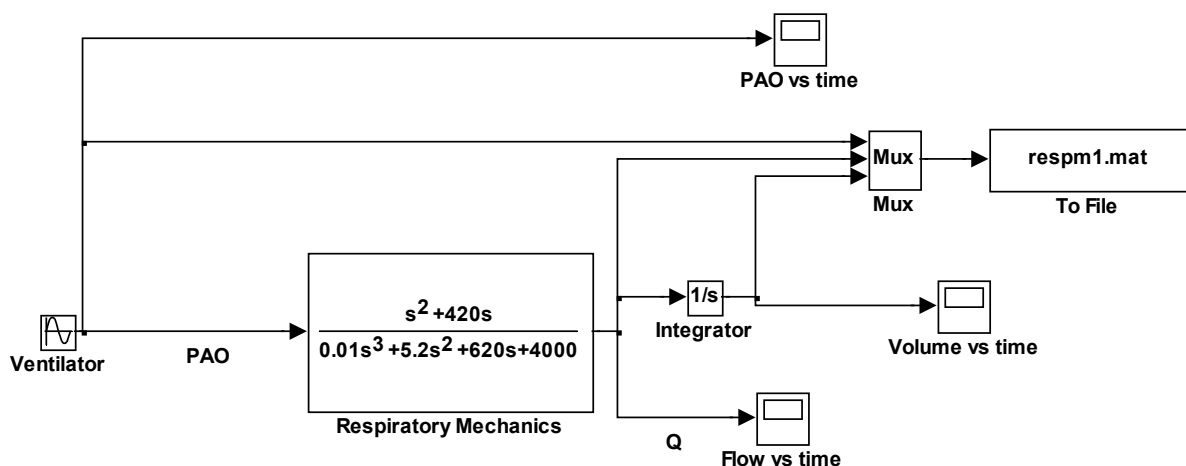 PAO vs time
Mux
Mux
respm1.mat
To File
Ventilator
PAO
s² +420s
0.01s³ +5.2s² +620s+4000
Respiratory Mechanics
1/s
Integrator
Volume vs time
Q
Flow vs time